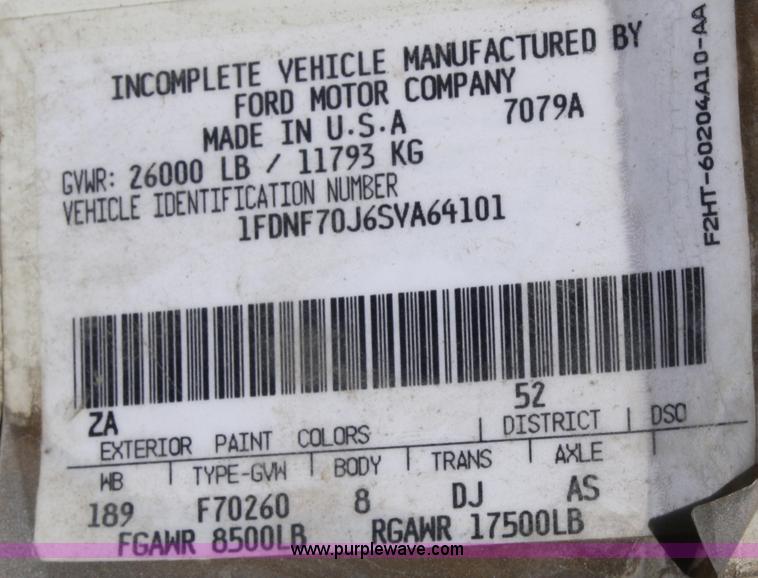 INCOMPLETE VEHICLE MANUFACTURED BY
FORD MOTOR COMPANY
MADE IN U.S.A 7079A
GVWR: 26000 LB / 11793 KG
VEHICLE IDENTIFICATION NUMBER
1FDNF70J6SVA64101
F2HT-60204A10-AA
ZA 52
EXTERIOR PAINT COLORS DISTRICT DSO
WB TYPE-GVW BODY TRANS AXLE
189 F70260 8 DJ AS
FGAWR 8500LB RGAWR 17500LB
www.purplewave.com